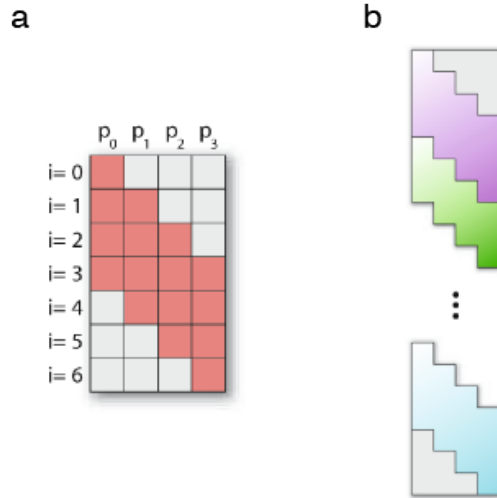 a
b
p0 p1 p2 p3
i= 0
i= 1
i= 2
i= 3
i= 4
i= 5
i= 6